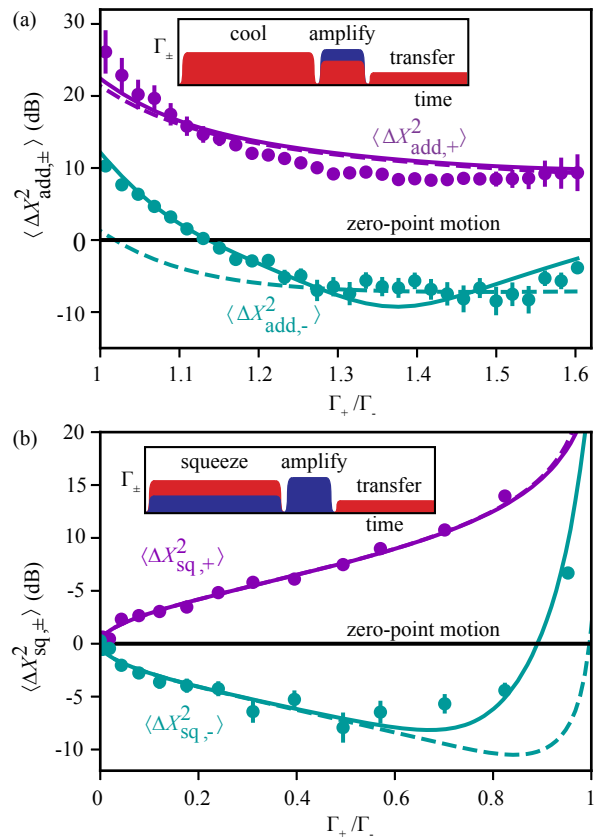 (a)
Γ± cool amplify transfer
time
30
20
10
0
-10
⟨ΔX²add,±⟩ (dB)
⟨ΔX²add,+⟩
zero-point motion
⟨ΔX²add,-⟩
1 1.1 1.2 1.3 1.4 1.5 1.6
Γ+/Γ-
(b)
Γ± squeeze amplify transfer
time
20
15
10
-5
0
-5
-10
⟨ΔX²sq,±⟩ (dB)
⟨ΔX²sq,+⟩
zero-point motion
⟨ΔX²sq,-⟩
0 0.2 0.4 0.6 0.8 1
Γ+/Γ-